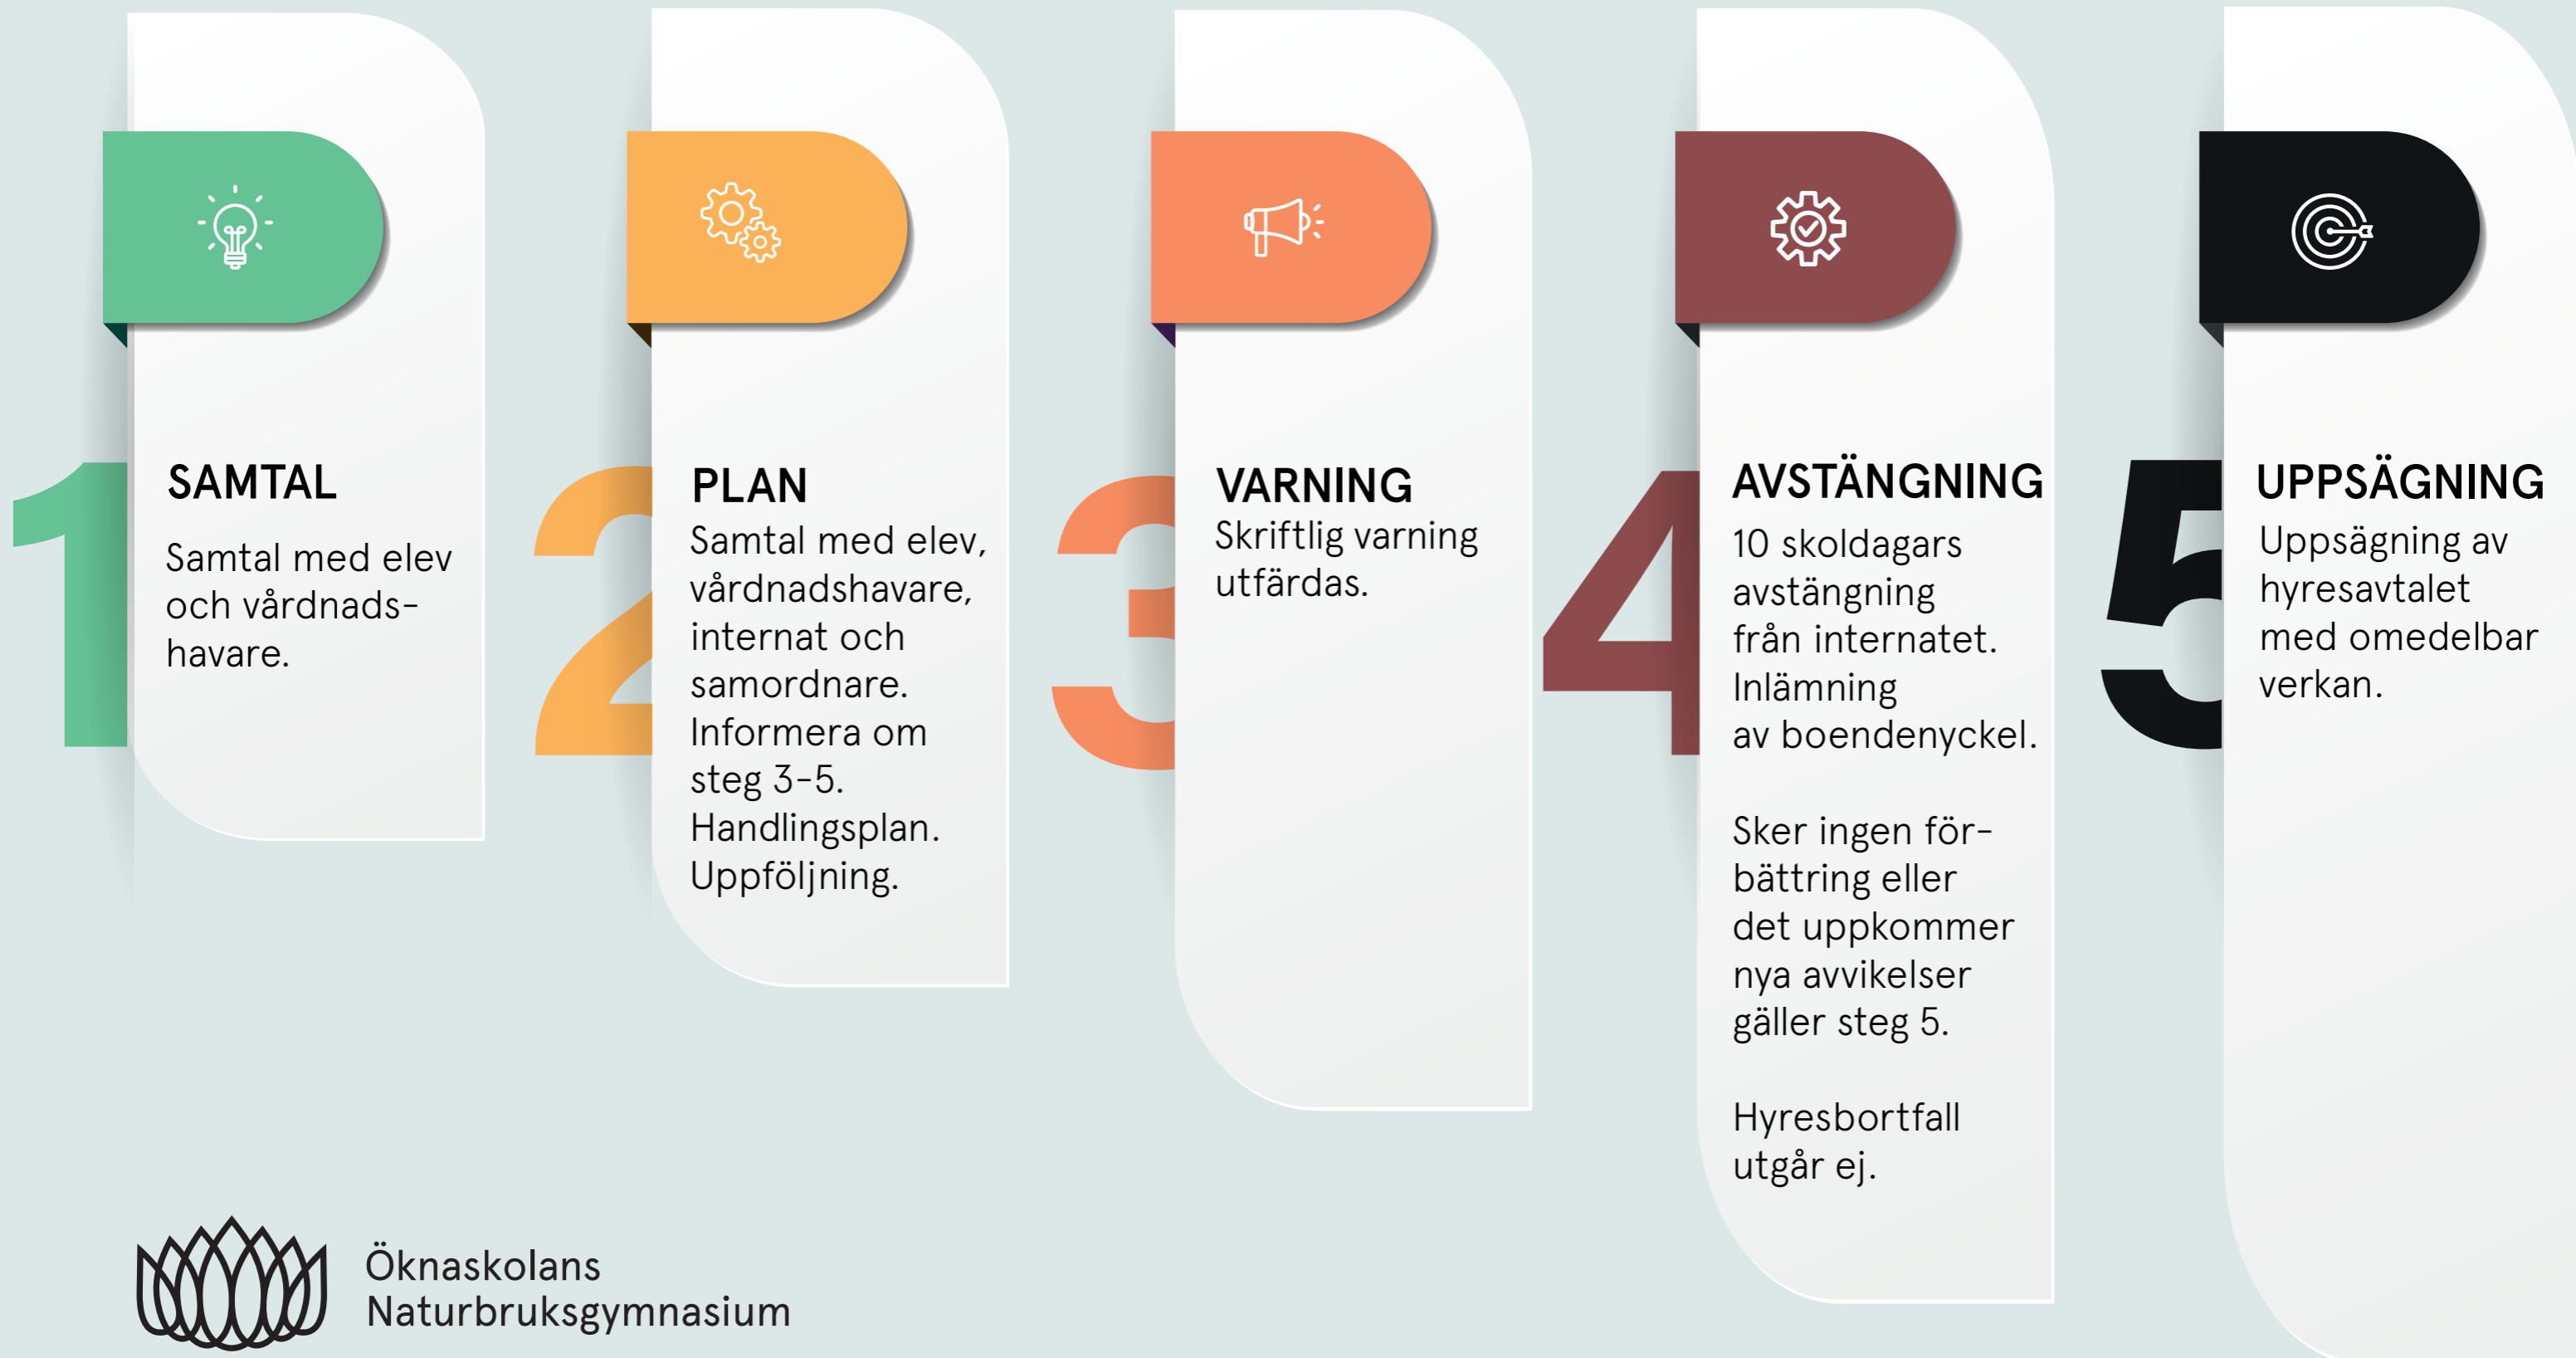 1
SAMTAL
Samtal med elev
och vårdnads-
havare.
2
PLAN
Samtal med elev,
vårdnadshavare,
internat och
samordnare.
Informera om
steg 3-5.
Handlingsplan.
Uppföljning.
3
VARNING
Skriftlig varning
utfärdas.
4
AVSTÄNGNING
10 skoldagars
avstängning
från internatet.
Inlämning
av boendenyckel.
Sker ingen för-
bättring eller
det uppkommer
nya avvikelser
gäller steg 5.
Hyresbortfall
utgår ej.
5
UPPSÄGNING
Uppsägning av
hyresavtalet
med omedelbar
verkan.
Öknaskolans
Naturbruksgymnasium